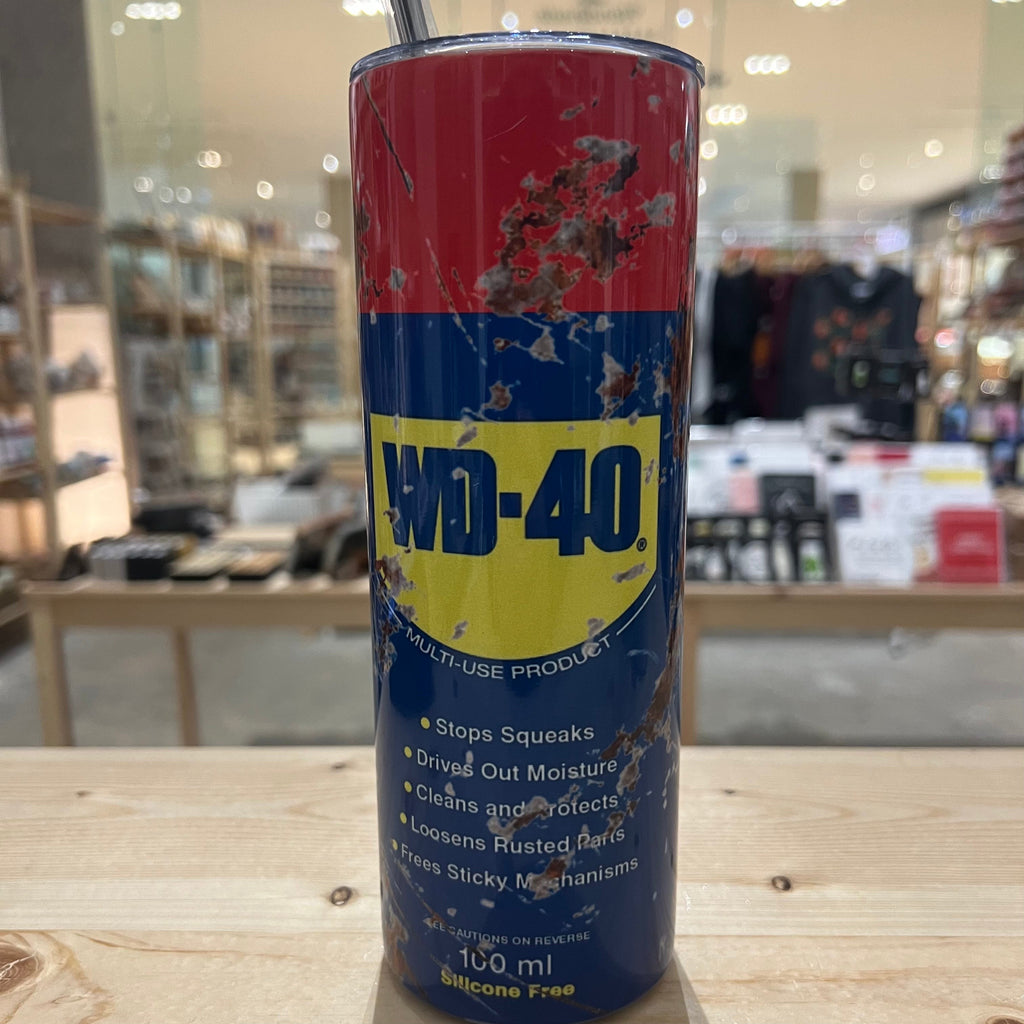 WD-40®
MULTI-USE PRODUCT
• Stops Squeaks
• Drives Out Moisture
• Cleans and Protects
• Loosens Rusted Parts
• Frees Sticky Mechanisms
SEE CAUTIONS ON REVERSE
100 ml
Silicone Free